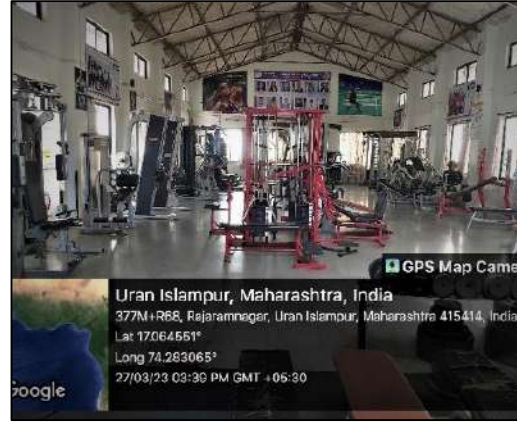 GPS Map Came
Uran Islampur, Maharashtra, India
377M+R68, Rajaramnagar, Uran Islampur, Maharashtra 415414, India
Lat 17.064551°
Long 74.283065°
27/03/23 03:39 PM GMT +05:30
Google